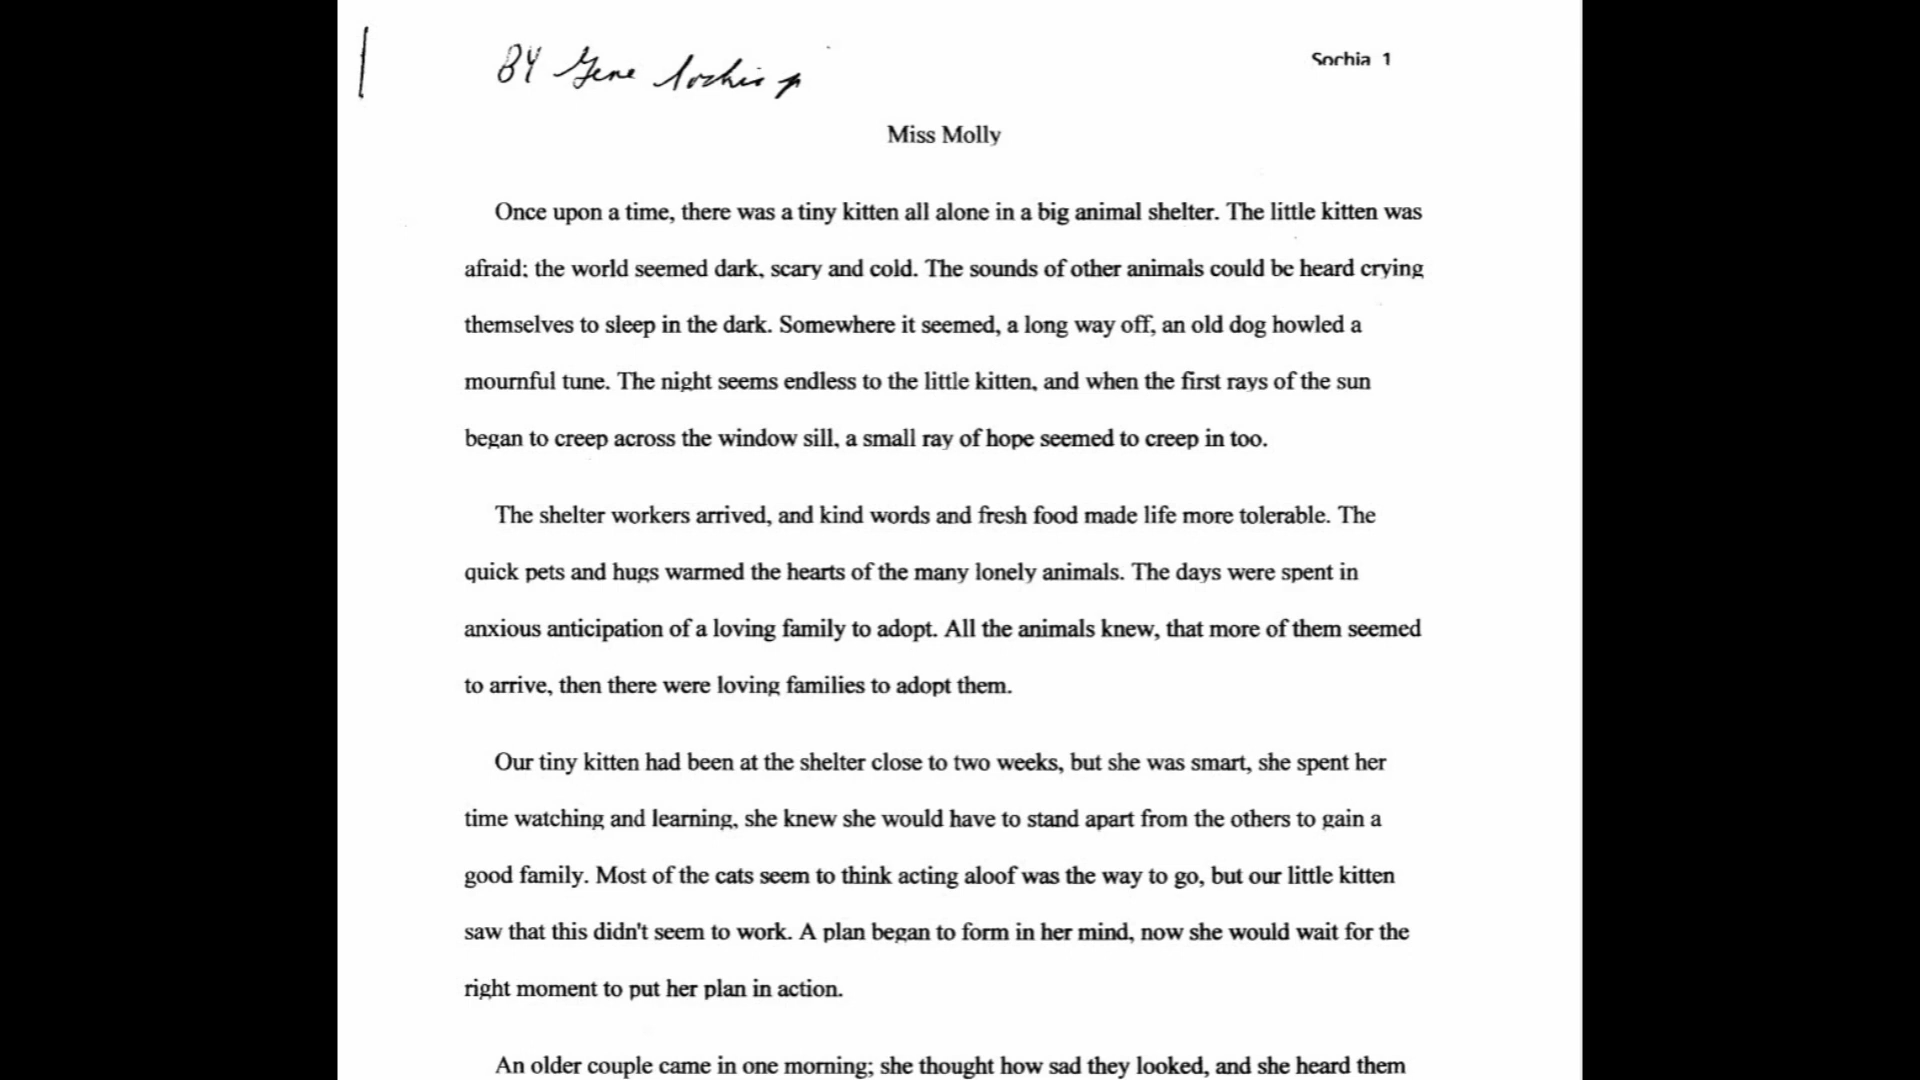 BY Gene Sochia
Sochia 1
Miss Molly
Once upon a time, there was a tiny kitten all alone in a big animal shelter. The little kitten was
afraid; the world seemed dark, scary and cold. The sounds of other animals could be heard crying
themselves to sleep in the dark. Somewhere it seemed, a long way off, an old dog howled a
mournful tune. The night seems endless to the little kitten, and when the first rays of the sun
began to creep across the window sill, a small ray of hope seemed to creep in too.
The shelter workers arrived, and kind words and fresh food made life more tolerable. The
quick pets and hugs warmed the hearts of the many lonely animals. The days were spent in
anxious anticipation of a loving family to adopt. All the animals knew, that more of them seemed
to arrive, then there were loving families to adopt them.
Our tiny kitten had been at the shelter close to two weeks, but she was smart, she spent her
time watching and learning, she knew she would have to stand apart from the others to gain a
good family. Most of the cats seem to think acting aloof was the way to go, but our little kitten
saw that this didn't seem to work. A plan began to form in her mind, now she would wait for the
right moment to put her plan in action.
An older couple came in one morning; she thought how sad they looked, and she heard them